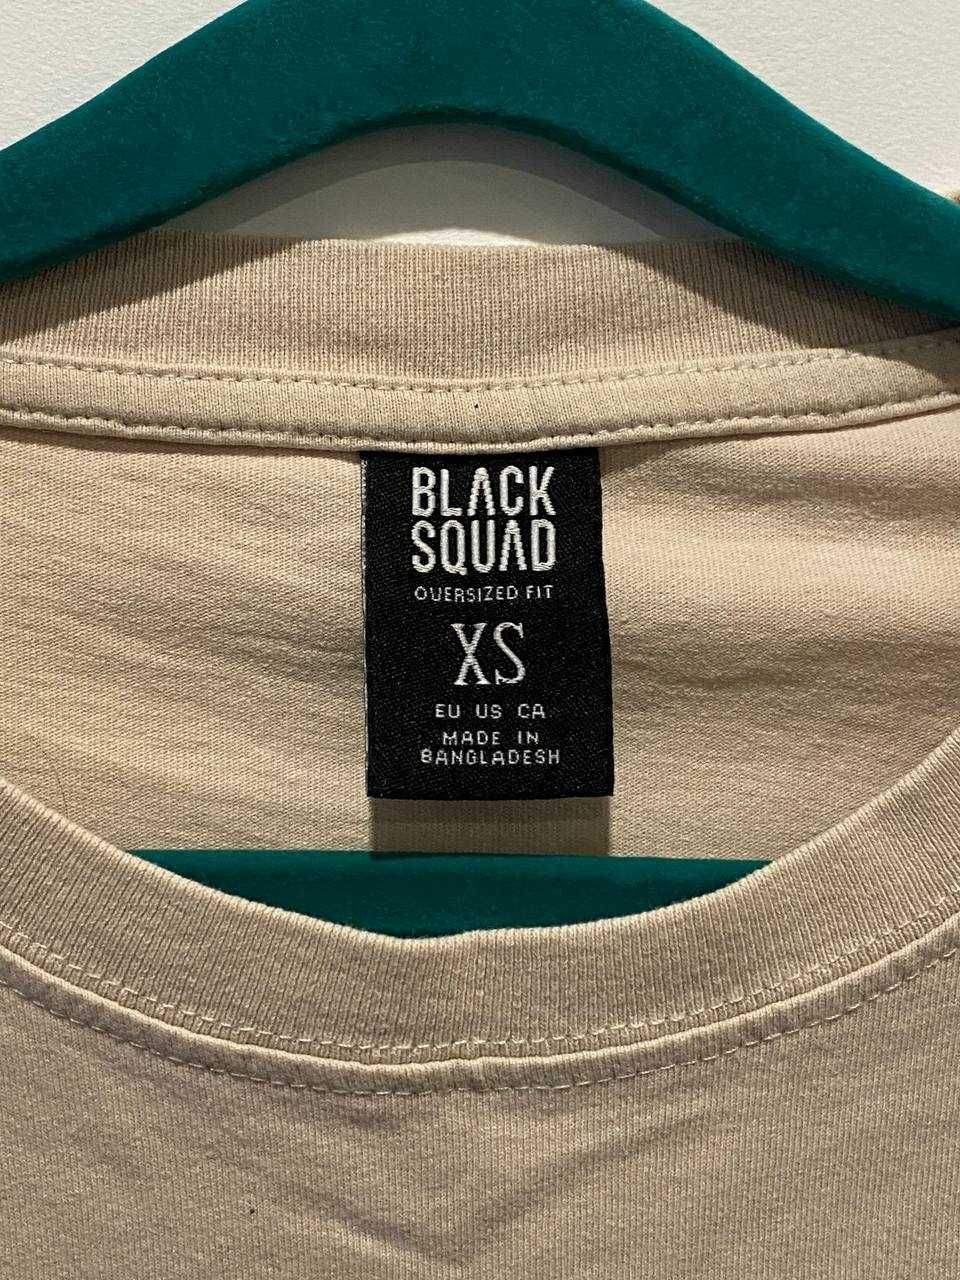 BLACK
SQUAD
OVERSIZED FIT
XS
EU US CA
MADE IN
BANGLADESH